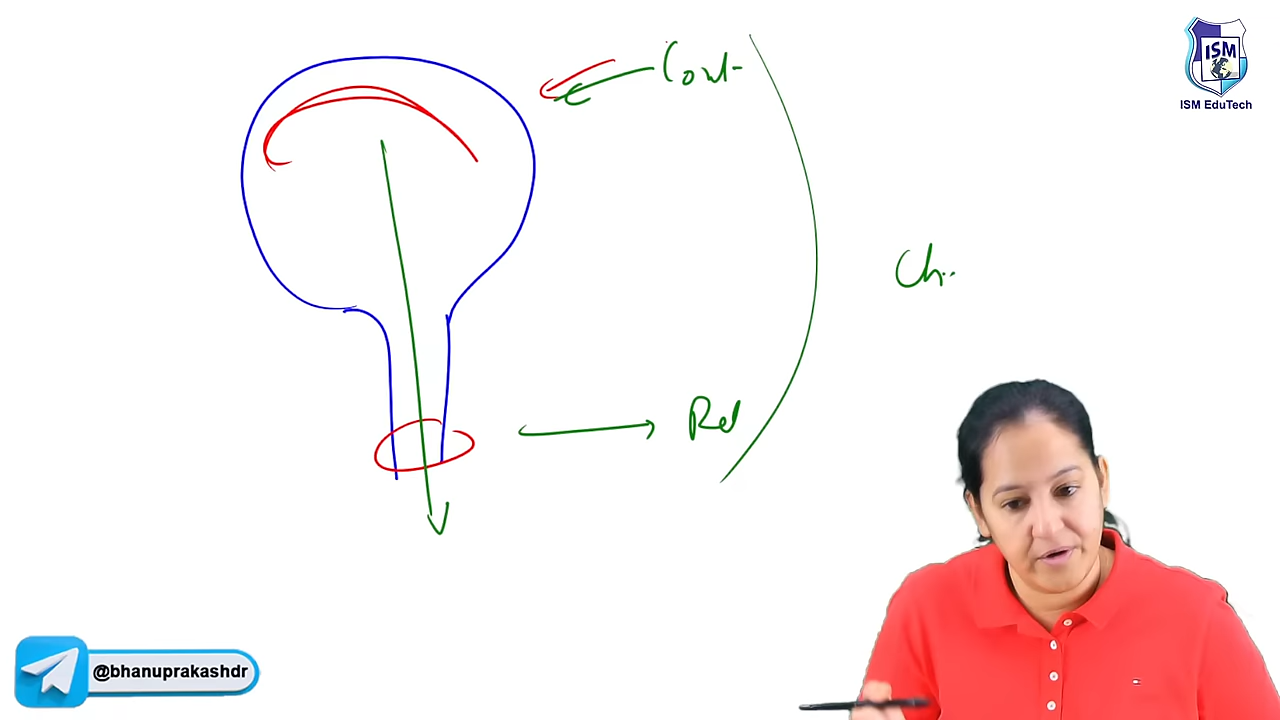 Cont-
ISM
ISM EduTech
Ch..
Rel
@bhanuprakashdr